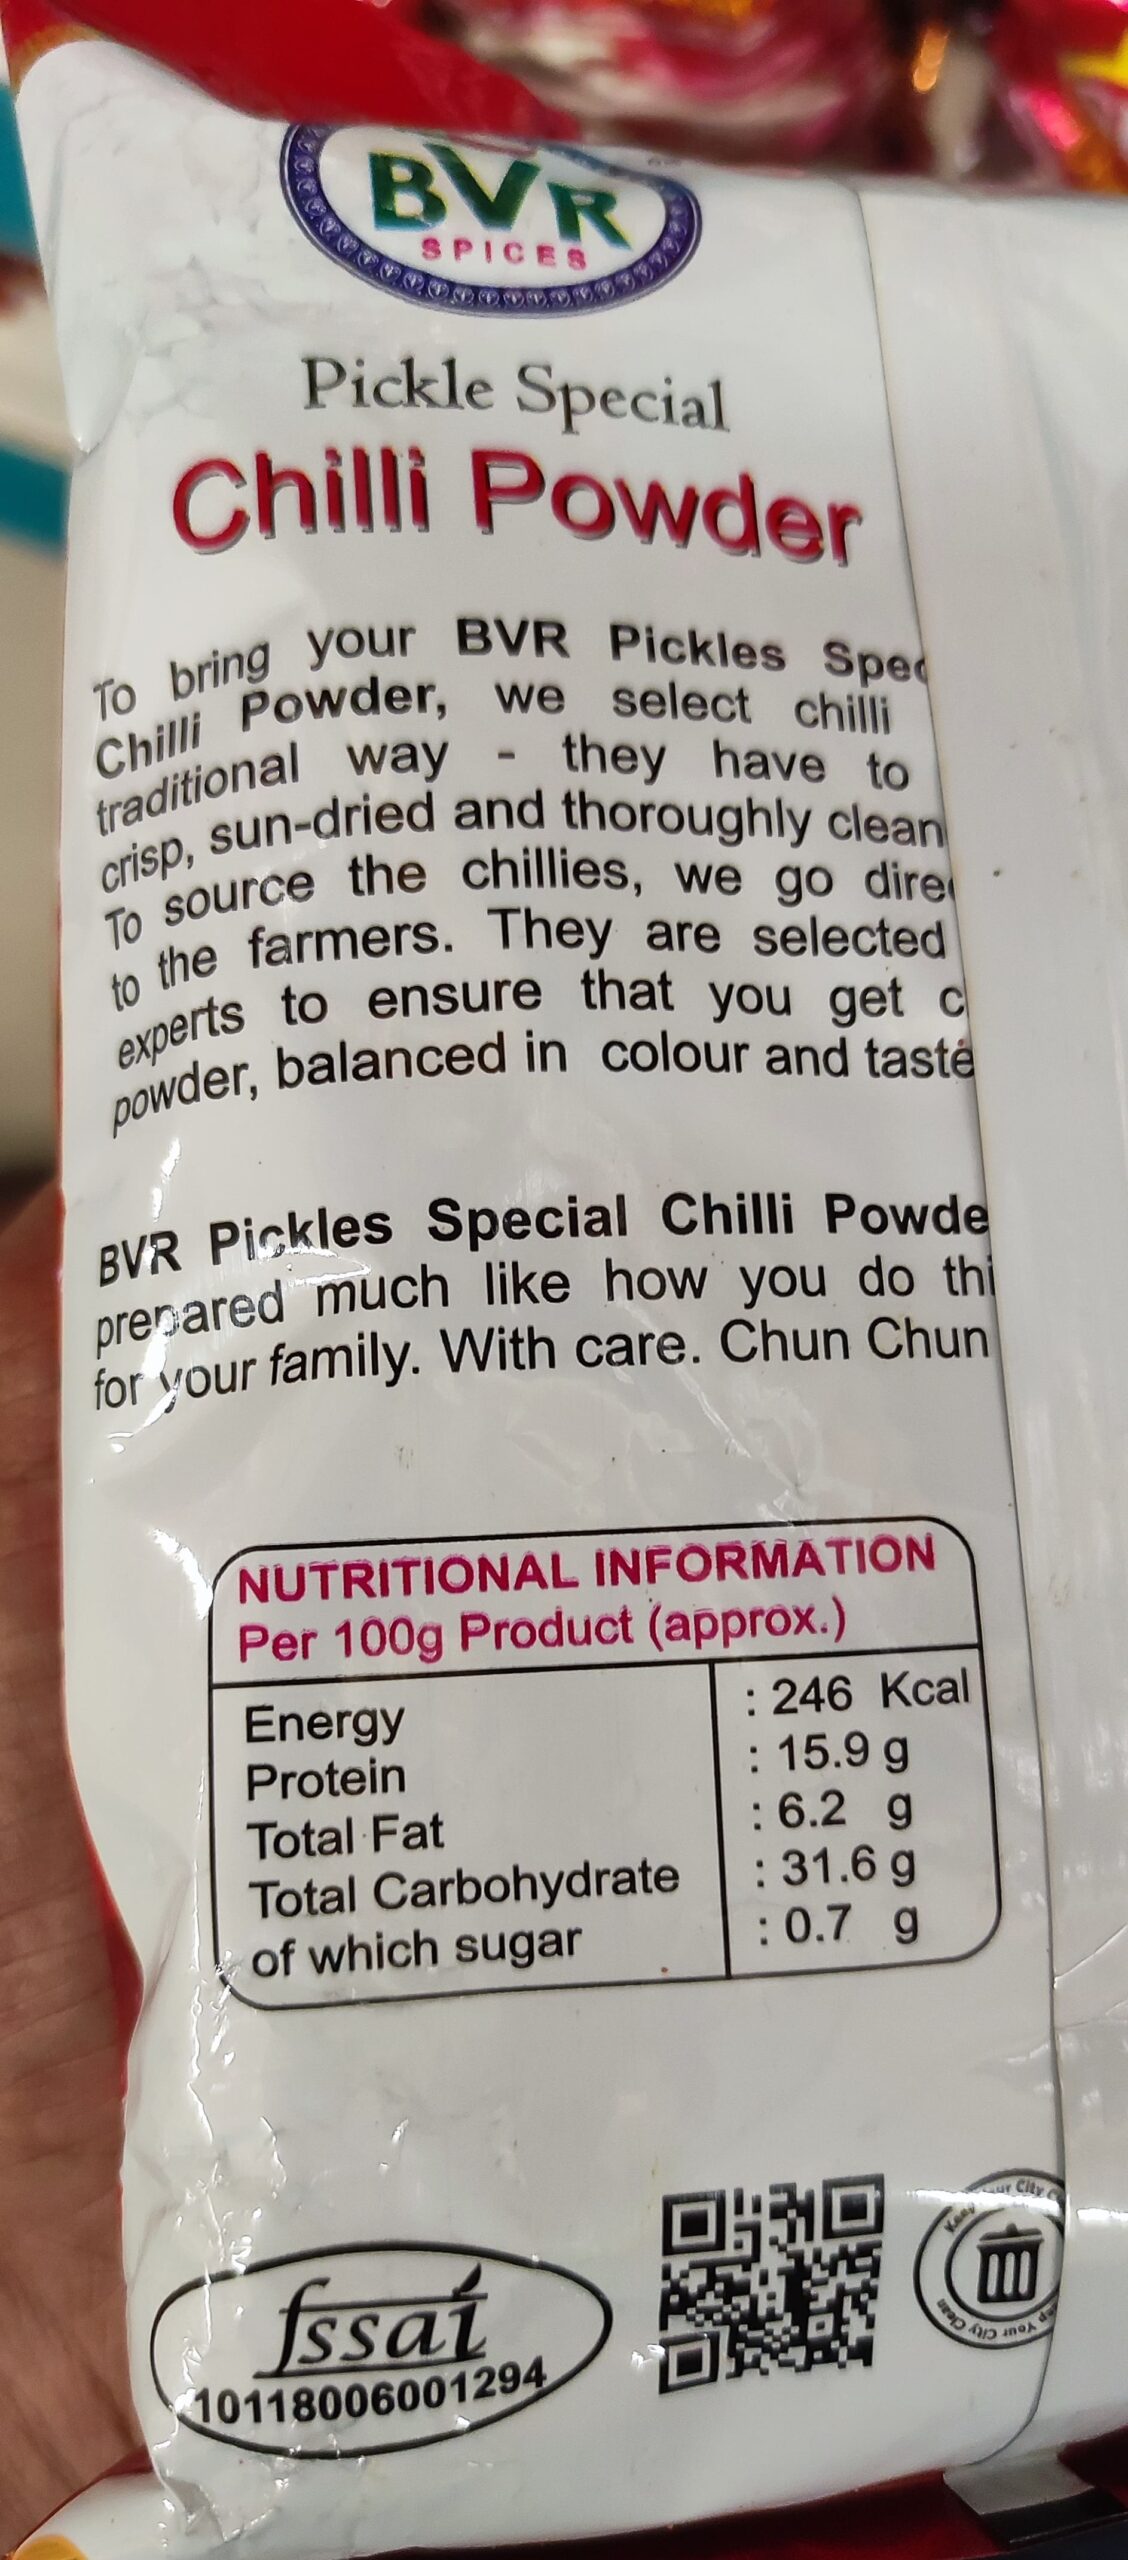 BVR
SPICES
Pickle Special
Chilli Powder
To bring your BVR Pickles
Chilli Powder, we select chilli
traditional way - they have to
crisp, sun-dried and thoroughly clean
To source the chillies, we go
to the farmers. They are selected
experts to ensure that you get
powder, balanced in colour and taste
BVR Pickles Special Chilli Powde
prepared much like how you do
for your family. With care. Chun Chun
NUTRITIONAL INFORMATION
Per 100g Product (approx.)
Energy : 246 Kcal
Protein : 15.9 g
Total Fat : 6.2 g
Total Carbohydrate : 31.6 g
of which sugar : 0.7 g
fssai
10118006001294
Your City Clean